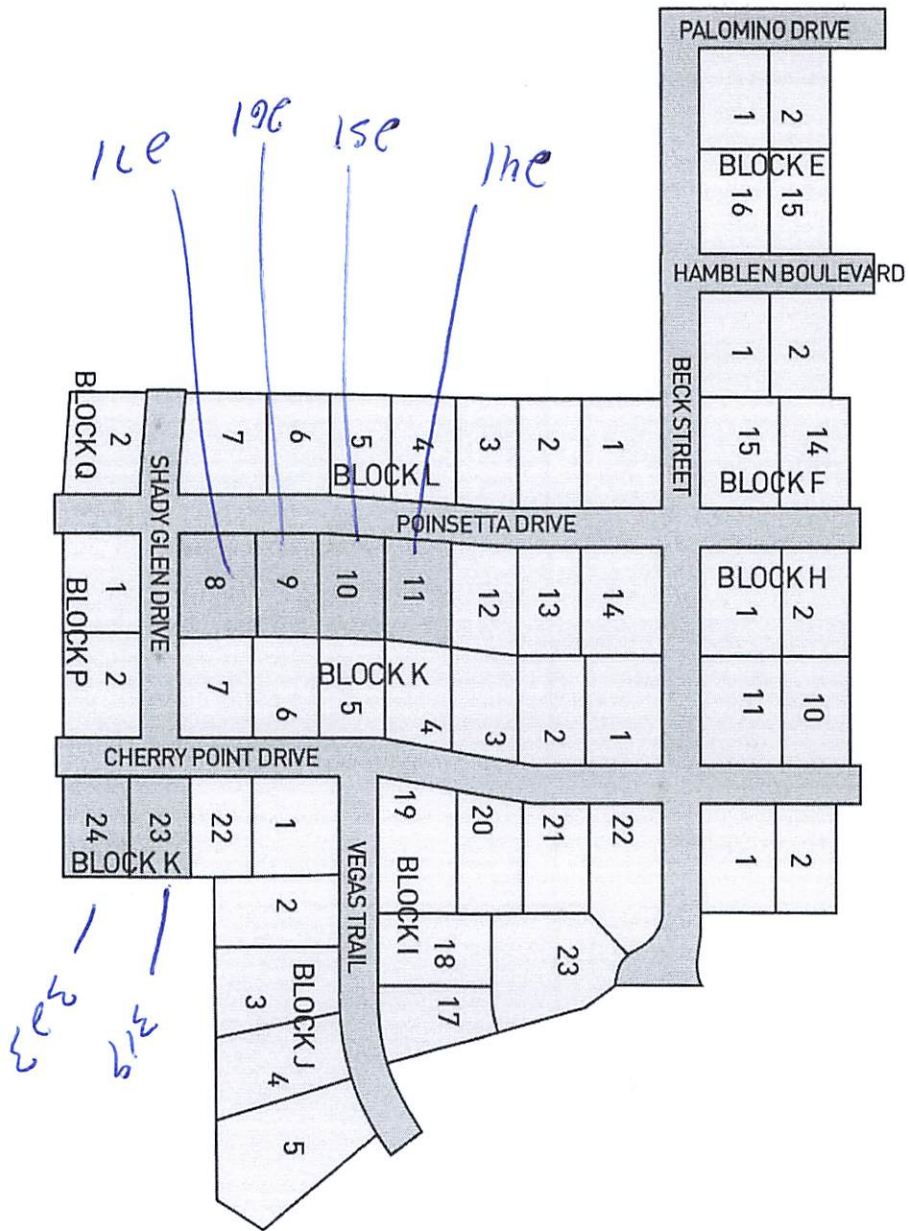 PALOMINO DRIVE
1 2
BLOCK E
16 15
HAMBLEN BOULEVARD
271 261 251 241
1 2
BECK STREET
BLOCK Q
2
SHADY GLEN DRIVE
7 6 5 4 3 2 1
BLOCK L
15 14
BLOCK F
POINSETTA DRIVE
1
BLOCK P
2
8 9 10 11 12 13 14
BLOCK H
1 2
BLOCK K
7 6 5 4 3 2 1
11 10
CHERRY POINT DRIVE
24 23 22 1
BLOCK K
VEGAS TRAIL
19 20 21 22
BLOCK I
1 2
2
18
23
17
BLOCK J
3
4
5